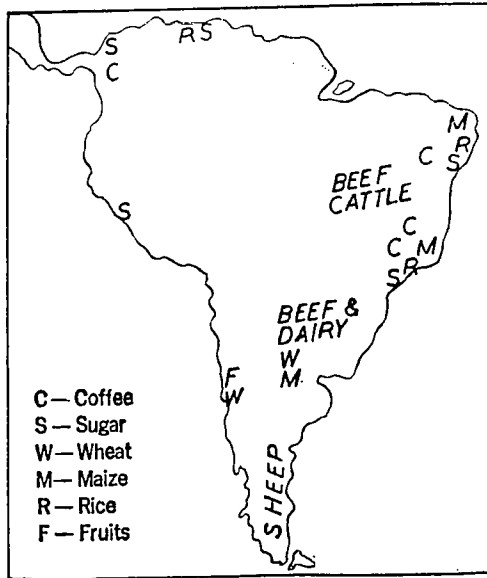 S
R S
C
M
R
C S
BEEF
CATTLE
S
C
C M
R
S
BEEF &
DAIRY
W
M
F
W
SHEEP
C — Coffee
S — Sugar
W — Wheat
M — Maize
R — Rice
F — Fruits